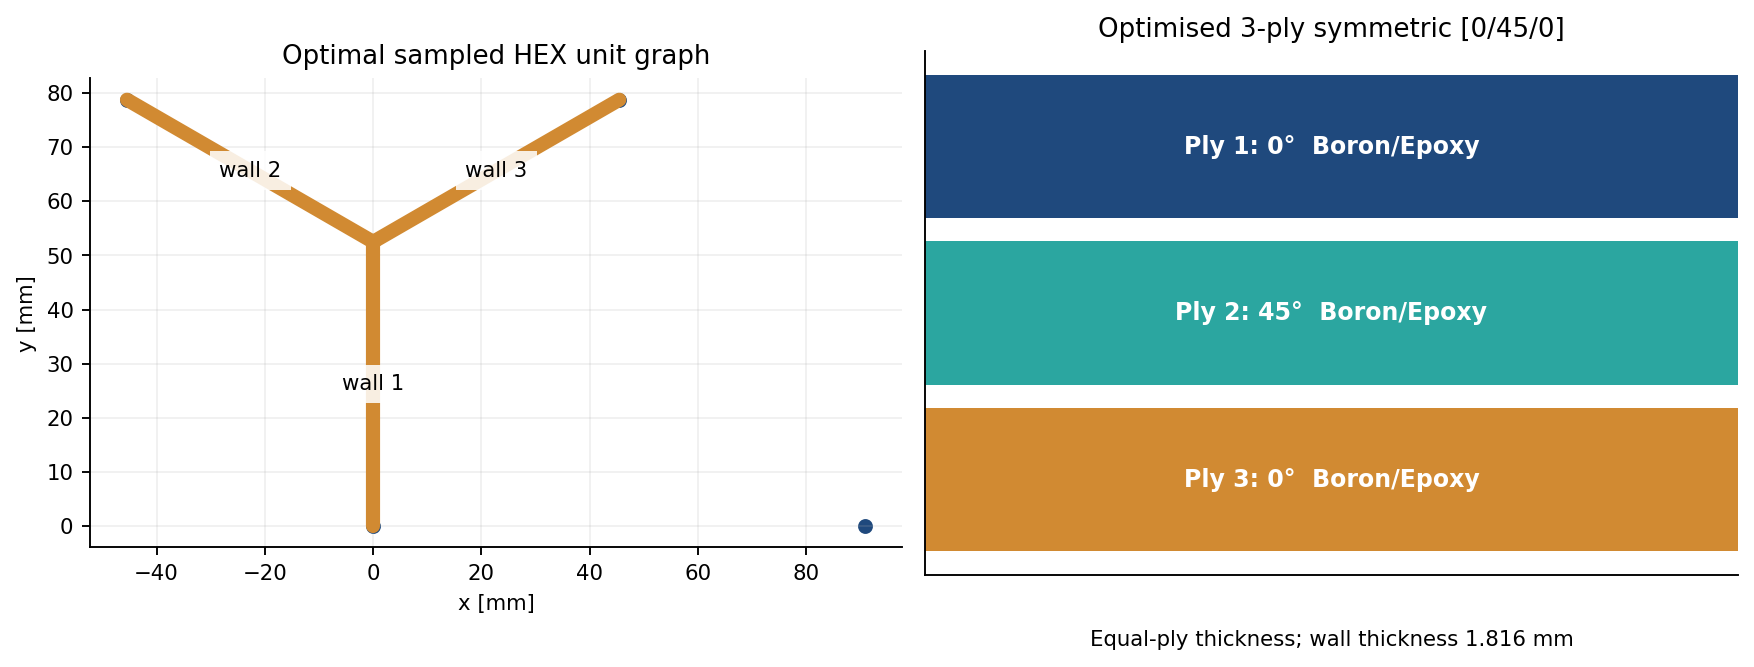 Optimal sampled HEX unit graph
80
70
60
50
40
30
20
10
0
y [mm]
wall 2
wall 3
wall 1
−40
−20
0
20
40
60
80
x [mm]
Optimised 3-ply symmetric [0/45/0]
Ply 1: 0°  Boron/Epoxy
Ply 2: 45°  Boron/Epoxy
Ply 3: 0°  Boron/Epoxy
Equal-ply thickness; wall thickness 1.816 mm